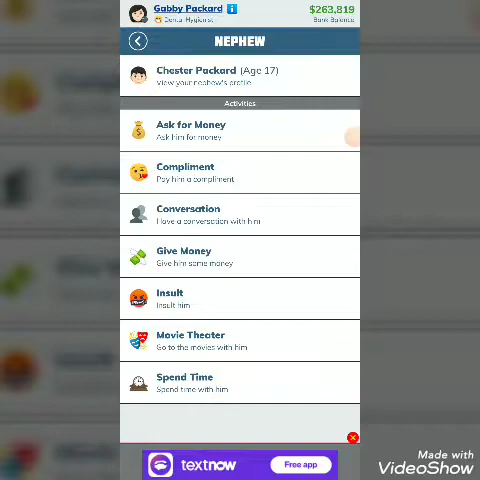 Gabby Packard i
$263,819
Dental Hygienist
Bank Balance
NEPHEW
Chester Packard (Age 17)
View your nephew's profile
Activities
Ask for Money
Ask him for money
Compliment
Pay him a compliment
Conversation
Have a conversation with him
Give Money
Give him some money
Insult
Insult him
Movie Theater
Go to the movies with him
Spend Time
Spend time with him
textnow
Free app
Made with
VideoShow